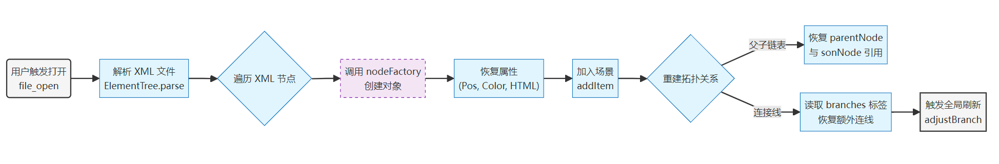 用户触发打开
file_open
解析 XML 文件
ElementTree.parse
遍历 XML 节点
调用 nodeFactory
创建对象
恢复属性
(Pos, Color, HTML)
加入场景
addItem
重建拓扑关系
父子链表
恢复 parentNode
与 sonNode 引用
连接线
读取 branches 标签
恢复额外连线
触发全局刷新
adjustBranch